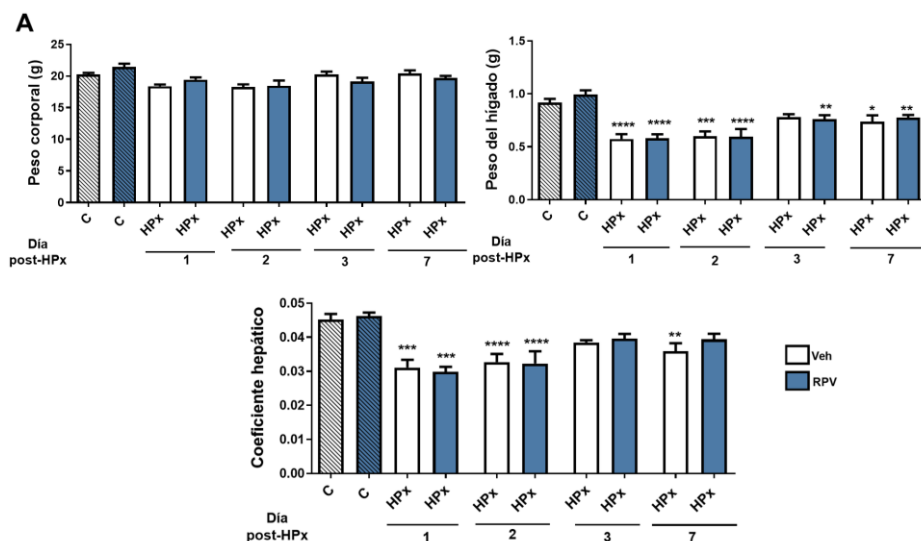 A
Peso corporal (g)
25
20
15
10
5
0
C
C
HPx
HPx
HPx
HPx
HPx
HPx
HPx
HPx
Día
post-HPx
1
2
3
7
Peso del hígado (g)
1.5
1.0
0.5
0.0
****
****
***
****
**
*
**
C
C
HPx
HPx
HPx
HPx
HPx
HPx
HPx
HPx
Día
post-HPx
1
2
3
7
Coeficiente hepático
0.05
0.04
0.03
0.02
0.01
0.00
***
***
****
****
**
C
C
HPx
HPx
HPx
HPx
HPx
HPx
HPx
HPx
Día
post-HPx
1
2
3
7
Veh
RPV